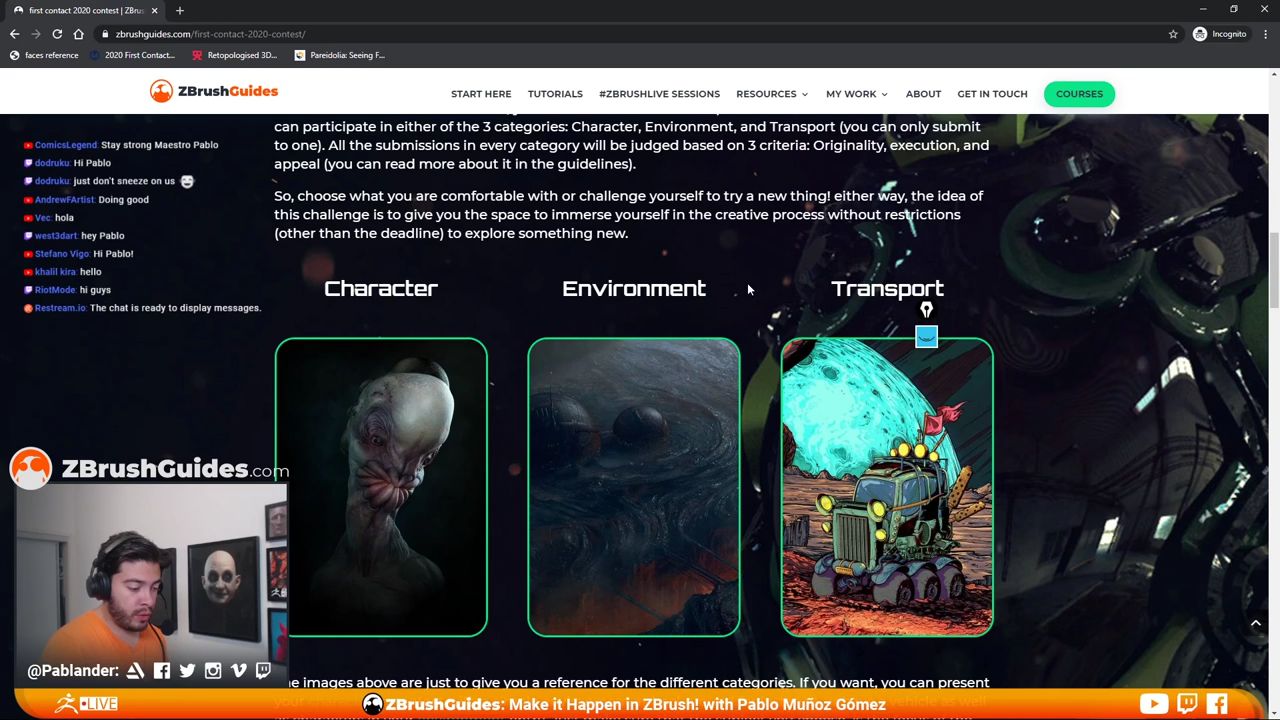 first contact 2020 contest | ZBrus
zbrushguides.com/first-contact-2020-contest/
Incognito
faces reference
2020 First Contact...
Retopologised 3D...
Pareidolia: Seeing F...
ZBrushGuides
START HERE
TUTORIALS
#ZBRUSHLIVE SESSIONS
RESOURCES
MY WORK
ABOUT
GET IN TOUCH
COURSES
can participate in either of the 3 categories: Character, Environment, and Transport (you can only submit
to one). All the submissions in every category will be judged based on 3 criteria: Originality, execution, and
appeal (you can read more about it in the guidelines).
So, choose what you are comfortable with or challenge yourself to try a new thing! either way, the idea of
this challenge is to give you the space to immerse yourself in the creative process without restrictions
(other than the deadline) to explore something new.
ComicsLegend: Stay strong Maestro Pablo
dodruku: Hi Pablo
dodruku: just don't sneeze on us
AndrewFArtist: Doing good
Vec: hola
west3dart: hey Pablo
Stefano Vigo: Hi Pablo!
khalil kira: hello
RiotMode: hi guys
Restream.io: The chat is ready to display messages.
Character
Environment
Transport
ZBrushGuides.com
@Pablander:
he images above are just to give you a reference for the different categories. If you want, you can present
LIVE
ZBrushGuides: Make it Happen in ZBrush! with Pablo Muñoz Gómez